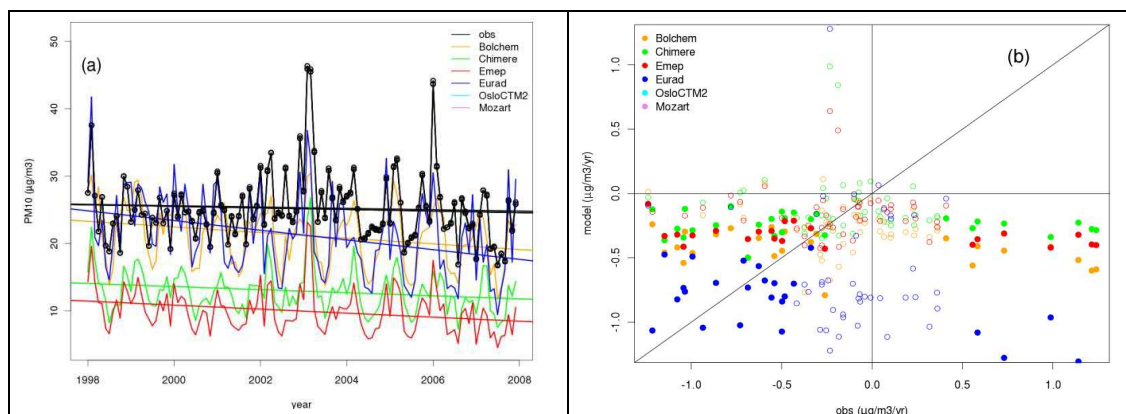 (a)
obs
Bolchem
Chimere
Emep
Eurad
OsloCTM2
Mozart
PM10 (µg/m3)
50
40
30
20
10
1998 2000 2002 2004 2006 2008
year
(b)
Bolchem
Chimere
Emep
Eurad
OsloCTM2
Mozart
model (µg/m3/yr)
1.0
0.5
0.0
-0.5
-1.0
-1.0 -0.5 0.0 0.5 1.0
obs (µg/m3/yr)